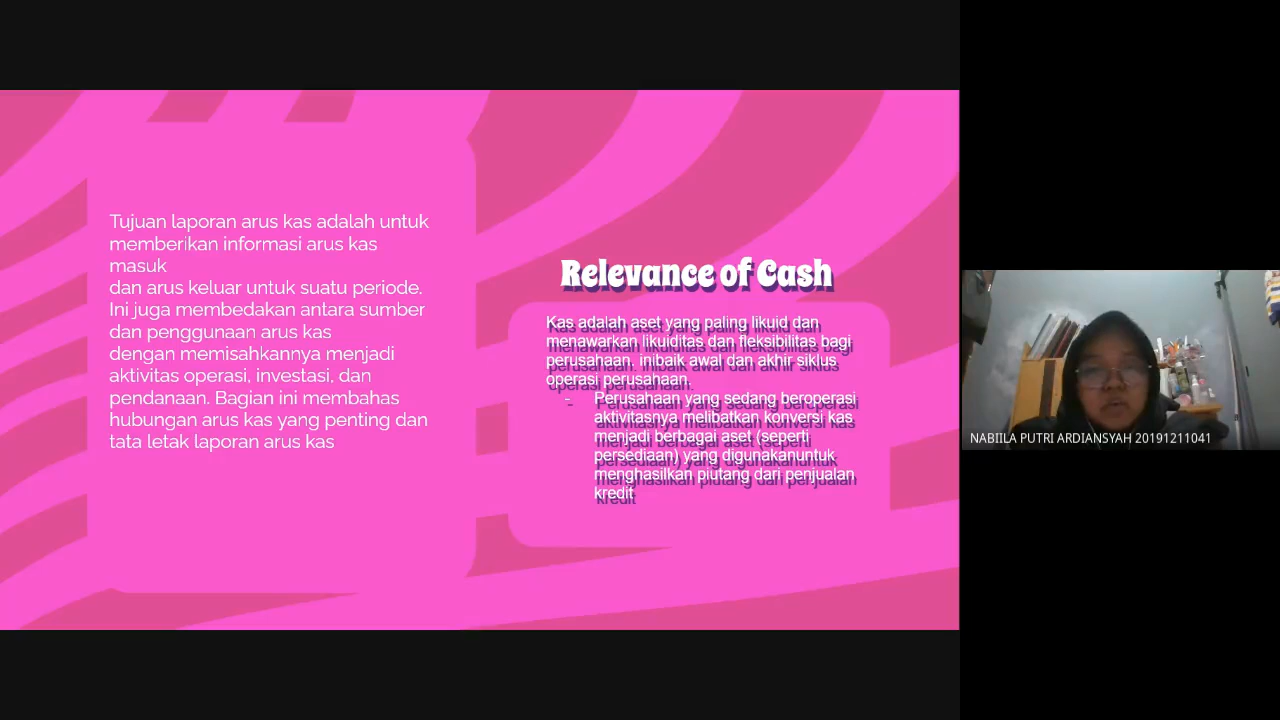 Tujuan laporan arus kas adalah untuk
memberikan informasi arus kas
masuk
dan arus keluar untuk suatu periode.
Ini juga membedakan antara sumber
dan penggunaan arus kas
dengan memisahkannya menjadi
aktivitas operasi, investasi, dan
pendanaan. Bagian ini membahas
hubungan arus kas yang penting dan
tata letak laporan arus kas
Relevance of Cash
Kas adalah aset yang paling likuid dan
menawarkan likuiditas dan fleksibilitas bagi
perusahaan. inibaik awal dan akhir siklus
operasi perusahaan.
- Perusahaan yang sedang beroperasi
aktivitasnya melibatkan konversi kas
menjadi berbagai aset (seperti
persediaan) yang digunakanuntuk
menghasilkan piutang dari penjualan
kredit
NABIILA PUTRI ARDIANSYAH 20191211041